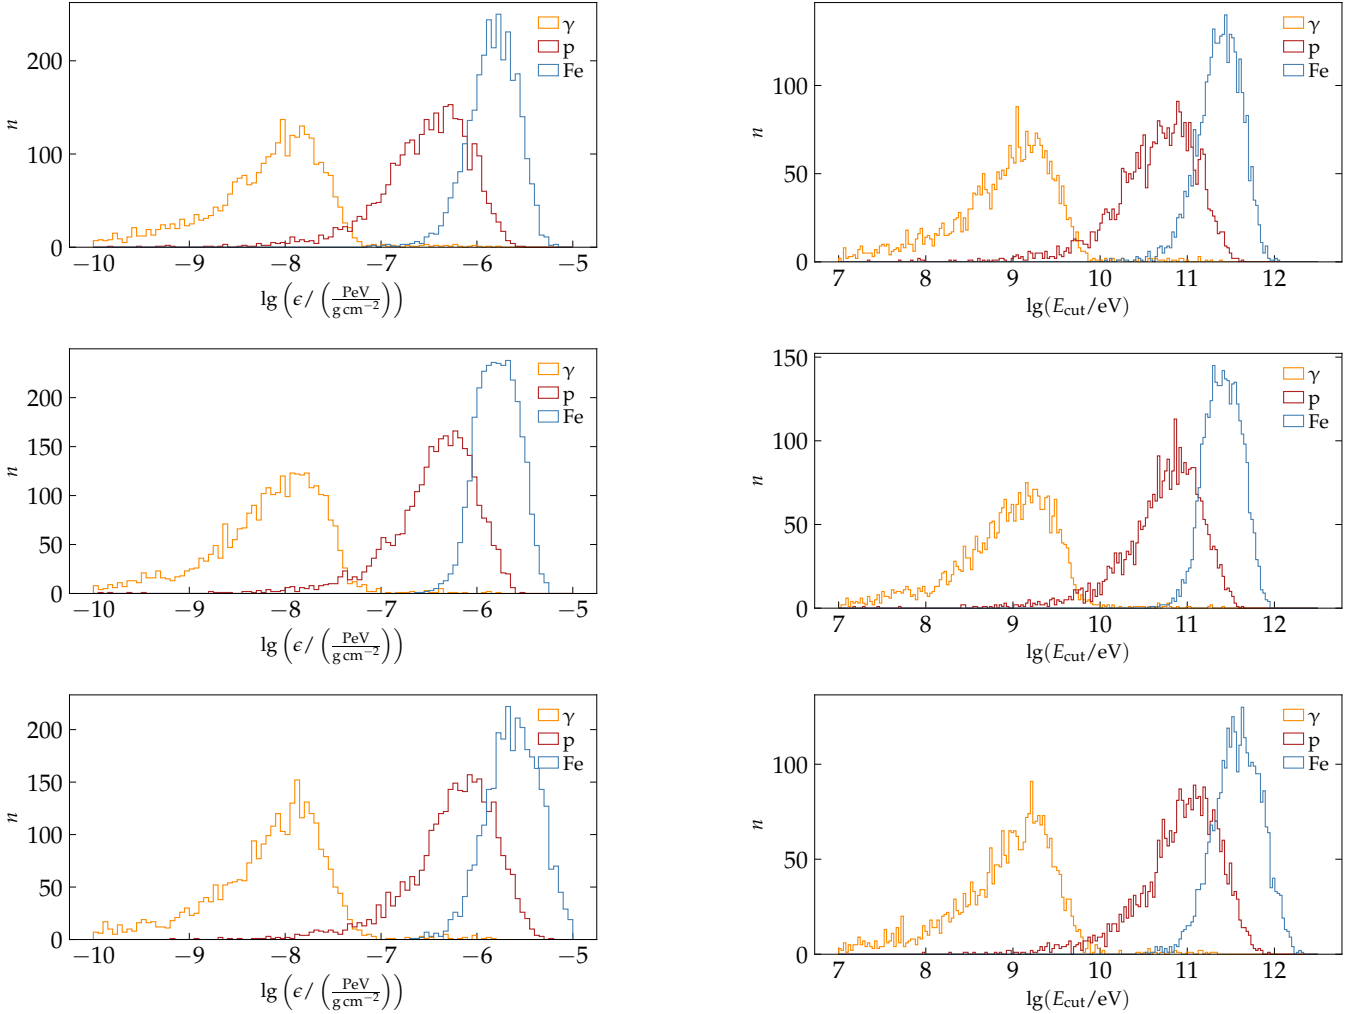 n
200
100
0
−10 −9 −8 −7 −6 −5
lg(ϵ/(PeV/g cm⁻²))
γ
p
Fe
n
100
50
0
7 8 9 10 11 12
lg(E_cut/eV)
γ
p
Fe
n
200
150
100
50
0
−10 −9 −8 −7 −6 −5
lg(ϵ/(PeV/g cm⁻²))
γ
p
Fe
n
150
100
50
0
7 8 9 10 11 12
lg(E_cut/eV)
γ
p
Fe
n
200
150
100
50
0
−10 −9 −8 −7 −6 −5
lg(ϵ/(PeV/g cm⁻²))
γ
p
Fe
n
100
50
0
7 8 9 10 11 12
lg(E_cut/eV)
γ
p
Fe